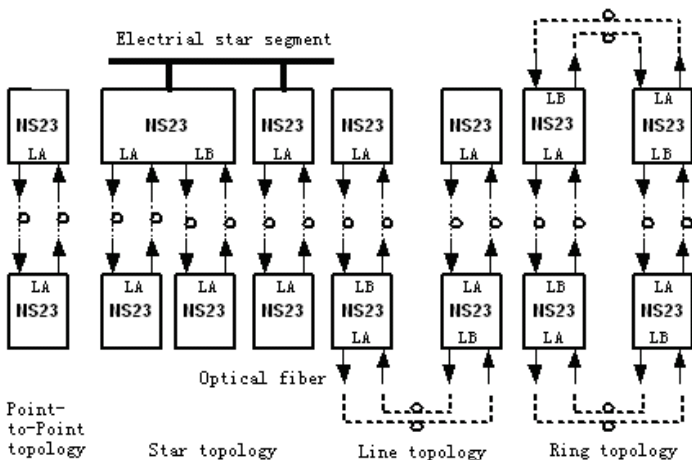 Electrial star segment
LB LA
NS23 NS23 NS23 NS23 NS23 NS23 NS23
LA LA LB LA LA LA LA LB
LA LA LA LA LB LA LB LA
NS23 NS23 NS23 NS23 NS23 NS23 NS23 NS23
LA LB LA LB
Optical fiber
Point-
to-Point
topology
Star topology
Line topology
Ring topology